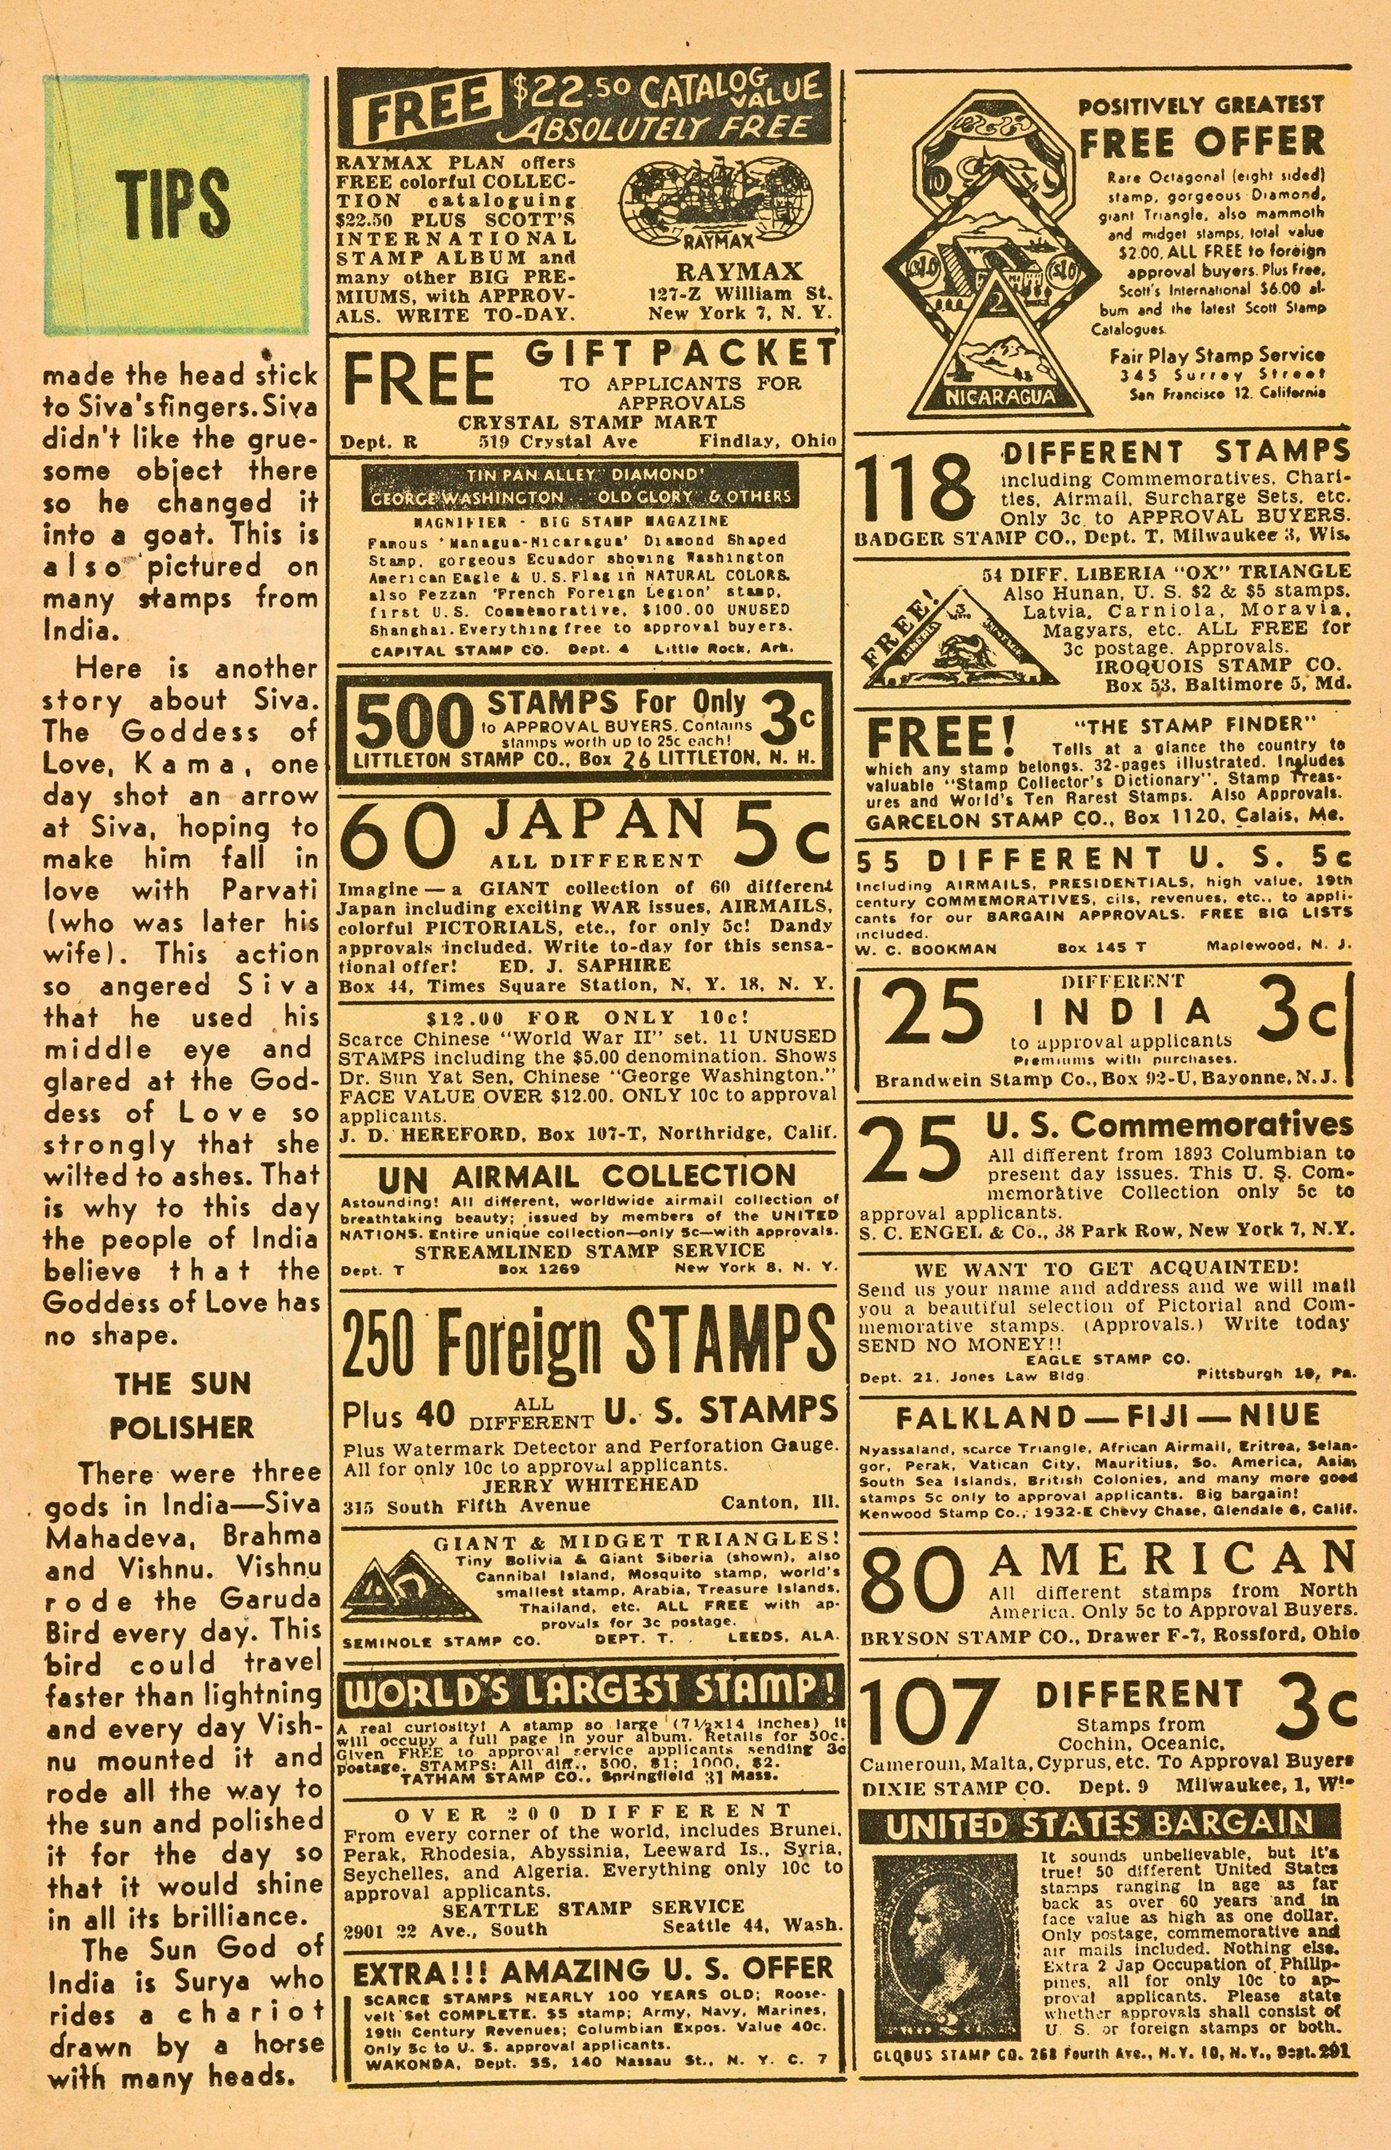 TIPS
made the head stick
to Siva's fingers. Siva
didn't like the grue-
some object there
so he changed it
into a goat. This is
also pictured on
many stamps from
India.
Here is another
story about Siva.
The Goddess of
Love, Kama, one
day shot an arrow
at Siva, hoping to
make him fall in
love with Parvati
(who was later his
wife). This action
so angered Siva
that he used his
middle eye and
glared at the God-
dess of Love so
strongly that she
wilted to ashes. That
is why to this day
the people of India
believe that the
Goddess of Love has
no shape.
THE SUN
POLISHER
There were three
gods in India—Siva
Mahadeva, Brahma
and Vishnu. Vishnu
rode the Garuda
Bird every day. This
bird could travel
faster than lightning
and every day Vish-
nu mounted it and
rode all the way to
the sun and polished
it for the day so
that it would shine
in all its brilliance.
The Sun God of
India is Surya who
rides a chariot
drawn by a horse
with many heads.
FREE $22.50 CATALOG VALUE
ABSOLUTELY FREE
RAYMAX PLAN offers
FREE colorful COLLEC-
TION cataloguing
$22.50 PLUS SCOTT'S
INTERNATIONAL
STAMP ALBUM and
many other BIG PRE-
MIUMS, with APPROV-
ALS. WRITE TO-DAY.
RAYMAX
RAYMAX
127-Z William St.
New York 7, N. Y.
FREE GIFT PACKET
TO APPLICANTS FOR
APPROVALS
CRYSTAL STAMP MART
Dept. R 519 Crystal Ave Findlay, Ohio
TIN PAN ALLEY DIAMOND'
GEORGE WASHINGTON "OLD GLORY" & OTHERS
MAGNIFIER - BIG STAMP MAGAZINE
Famous 'Managua-Nicaragua' Diamond Shaped
Stamp, gorgeous Ecuador showing Washington
American Eagle & U.S. Flag in NATURAL COLORS.
also Fezzan 'French Foreign Legion' stamp,
first U.S. Commemorative, $100.00 UNUSED
Shanghai. Everything free to approval buyers.
CAPITAL STAMP CO. Dept. 4 Little Rock, Ark.
500 STAMPS For Only 3c
to APPROVAL BUYERS. Contains
stamps worth up to 25c each!
LITTLETON STAMP CO., Box 26 LITTLETON, N. H.
60 JAPAN 5c
ALL DIFFERENT
Imagine — a GIANT collection of 60 different
Japan including exciting WAR issues, AIRMAILS,
colorful PICTORIALS, etc., for only 5c! Dandy
approvals included. Write to-day for this sensa-
tional offer! ED. J. SAPHIRE
Box 44, Times Square Station, N. Y. 18, N. Y.
$12.00 FOR ONLY 10c!
Scarce Chinese "World War II" set. 11 UNUSED
STAMPS including the $5.00 denomination. Shows
Dr. Sun Yat Sen, Chinese "George Washington."
FACE VALUE OVER $12.00. ONLY 10c to approval
applicants.
J. D. HEREFORD, Box 107-T, Northridge, Calif.
UN AIRMAIL COLLECTION
Astounding! All different, worldwide airmail collection of
breathtaking beauty; issued by members of the UNITED
NATIONS. Entire unique collection—only 5c—with approvals.
STREAMLINED STAMP SERVICE
Dept. T Box 1269 New York 8, N. Y.
250 Foreign STAMPS
Plus 40 ALL DIFFERENT U. S. STAMPS
Plus Watermark Detector and Perforation Gauge.
All for only 10c to approval applicants.
JERRY WHITEHEAD
315 South Fifth Avenue Canton, Ill.
GIANT & MIDGET TRIANGLES!
Tiny Bolivia & Giant Siberia (shown), also
Cannibal Island, Mosquito stamp, world's
smallest stamp, Arabia, Treasure Islands,
Thailand, etc. ALL FREE with ap-
provals for 3c postage.
SEMINOLE STAMP CO. DEPT. T. LEEDS, ALA.
WORLD'S LARGEST STAMP!
A real curiosity! A stamp so large (7½x14 inches) it
will occupy a full page in your album. Retails for 50c.
Given FREE to approval service applicants sending 3c
postage. STAMPS: All diff., 500, $1; 1000, $2.
TATHAM STAMP CO., Springfield 31 Mass.
OVER 200 DIFFERENT
From every corner of the world, includes Brunei,
Perak, Rhodesia, Abyssinia, Leeward Is., Syria,
Seychelles, and Algeria. Everything only 10c to
approval applicants.
SEATTLE STAMP SERVICE
2901 22 Ave., South Seattle 44, Wash.
EXTRA!!! AMAZING U. S. OFFER
SCARCE STAMPS NEARLY 100 YEARS OLD; Roose-
velt Set COMPLETE. $5 stamp; Army, Navy, Marines,
19th Century Revenues; Columbian Expos. Value 40c.
Only 5c to U. S. approval applicants.
WAKONDA, Dept. SS, 140 Nassau St., N. Y. C. 7
10
$10 $10
2
NICARAGUA
POSITIVELY GREATEST
FREE OFFER
Rare Octagonal (eight sided)
stamp, gorgeous Diamond,
giant Triangle, also mammoth
and midget stamps, total value
$2.00, ALL FREE to foreign
approval buyers. Plus Free,
Scott's International $6.00 al-
bum and the latest Scott Stamp
Catalogues.
Fair Play Stamp Service
345 Surrey Street
San Francisco 12, California
118 DIFFERENT STAMPS
including Commemoratives, Chari-
ties, Airmail, Surcharge Sets, etc.
Only 3c to APPROVAL BUYERS.
BADGER STAMP CO., Dept. T, Milwaukee 3, Wis.
FREE!
3
54 DIFF. LIBERIA "OX" TRIANGLE
Also Hunan, U. S. $2 & $5 stamps,
Latvia, Carniola, Moravia,
Magyars, etc. ALL FREE for
3c postage. Approvals.
IROQUOIS STAMP CO.
Box 53, Baltimore 5, Md.
FREE! "THE STAMP FINDER"
Tells at a glance the country to
which any stamp belongs. 32-pages illustrated. Includes
valuable "Stamp Collector's Dictionary", Stamp Treas-
ures and World's Ten Rarest Stamps. Also Approvals.
GARCELON STAMP CO., Box 1120, Calais, Me.
55 DIFFERENT U. S. 5c
Including AIRMAILS, PRESIDENTIALS, high value, 19th
century COMMEMORATIVES, cils, revenues, etc., to appli-
cants for our BARGAIN APPROVALS. FREE BIG LISTS
included.
W. C. BOOKMAN Box 145 T Maplewood, N. J.
25 DIFFERENT INDIA 3c
to approval applicants
Premiums with purchases.
Brandwein Stamp Co., Box 92-U, Bayonne, N. J.
25 U. S. Commemoratives
All different from 1893 Columbian to
present day issues. This U. S. Com-
memorative Collection only 5c to
approval applicants.
S. C. ENGEL & Co., 38 Park Row, New York 7, N.Y.
WE WANT TO GET ACQUAINTED!
Send us your name and address and we will mail
you a beautiful selection of Pictorial and Com-
memorative stamps. (Approvals.) Write today
SEND NO MONEY!!
EAGLE STAMP CO.
Dept. 21, Jones Law Bldg Pittsburgh 19, Pa.
FALKLAND — FIJI — NIUE
Nyassaland, scarce Triangle, African Airmail, Eritrea, Selan-
gor, Perak, Vatican City, Mauritius, So. America, Asias
South Sea Islands, British Colonies, and many more good
stamps 5c only to approval applicants. Big bargain!
Kenwood Stamp Co., 1932-E Chevy Chase, Glendale 6, Calif.
80 AMERICAN
All different stamps from North
America. Only 5c to Approval Buyers.
BRYSON STAMP CO., Drawer F-7, Rossford, Ohio
107 DIFFERENT 3c
Stamps from
Cochin, Oceanic,
Cameroun, Malta, Cyprus, etc. To Approval Buyers
DIXIE STAMP CO. Dept. 9 Milwaukee, 1, Wis.
UNITED STATES BARGAIN
It sounds unbelievable, but it's
true! 50 different United States
stamps ranging in age as far
back as over 60 years and in
face value as high as one dollar.
Only postage, commemorative and
air mails included. Nothing else.
Extra 2 Jap Occupation of Philip-
pines, all for only 10c to ap-
proval applicants. Please state
whether approvals shall consist of
U. S. or foreign stamps or both.
GLOBUS STAMP CO. 268 Fourth Ave., N.Y. 10, N.Y., Dept. 291